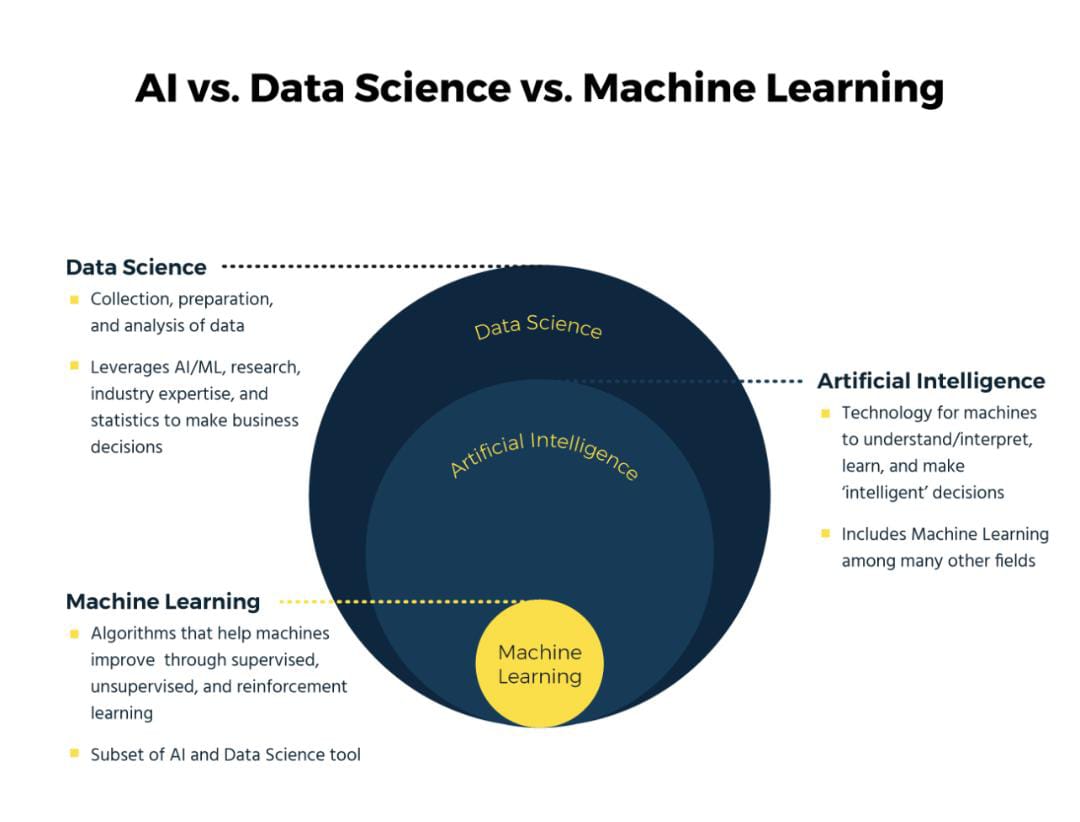 AI vs. Data Science vs. Machine Learning
Data Science
Collection, preparation,
and analysis of data
Leverages AI/ML, research,
industry expertise, and
statistics to make business
decisions
Data Science
Artificial Intelligence
Artificial Intelligence
Technology for machines
to understand/interpret,
learn, and make
‘intelligent’ decisions
Includes Machine Learning
among many other fields
Machine Learning
Algorithms that help machines
improve through supervised,
unsupervised, and reinforcement
learning
Subset of AI and Data Science tool
Machine
Learning